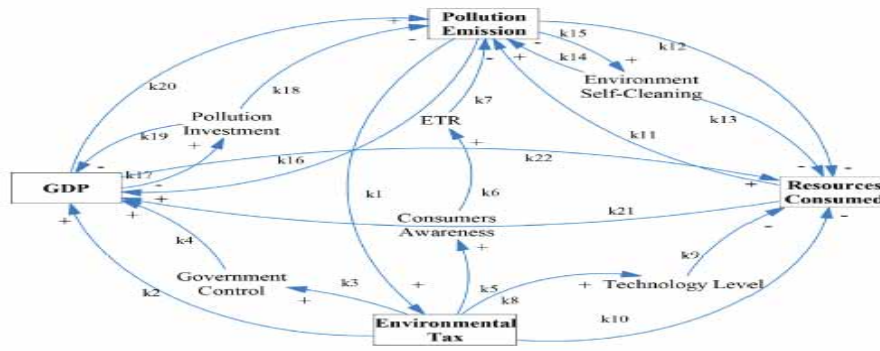 Pollution
Emission
k15
k12
+
-
-
+
k14
+
-
Environment
Self-Cleaning
k20
k18
k7
Pollution
Investment
ETR
k13
k19
+
+
k11
-
k17
-
k16
k22
-
-
-
GDP
+
k1
k6
+
Resources
Consumed
+
+
k4
Consumers
Awareness
k21
-
-
+
Government
Control
k3
k9
k2
+
+
k5
k8
+
Technology Level
Environmental
Tax
k10